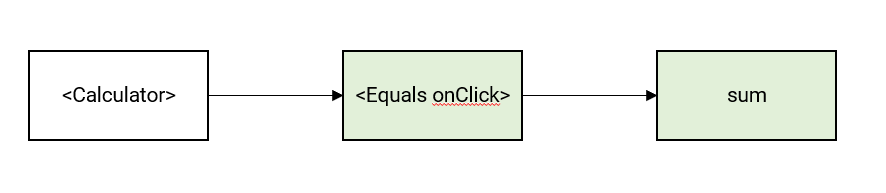 <Calculator>
<Equals onClick>
sum